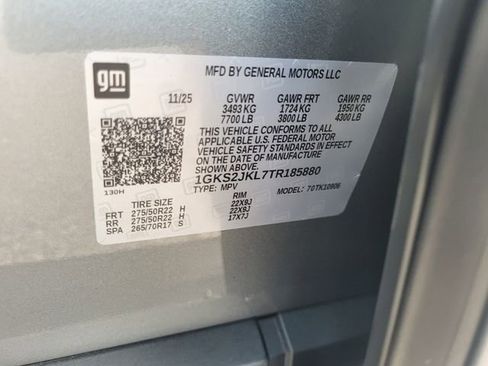 gm
MFD BY GENERAL MOTORS LLC
11/25 GVWR GAWR FRT GAWR RR
3493 KG 1724 KG 1950 KG
7700 LB 3800 LB 4300 LB
THIS VEHICLE CONFORMS TO ALL
APPLICABLE U.S. FEDERAL MOTOR
VEHICLE SAFETY STANDARDS IN EFFECT
ON THE DATE OF MANUFACTURE
SHOWN ABOVE.
1GKS2JKL7TR185880
130H TYPE: MPV MODEL: 70TK10906
TIRE SIZE RIM
FRT 275/50R22 H 22X9J
RR 275/50R22 H 22X9J
SPA 265/70R17 S 17X7J